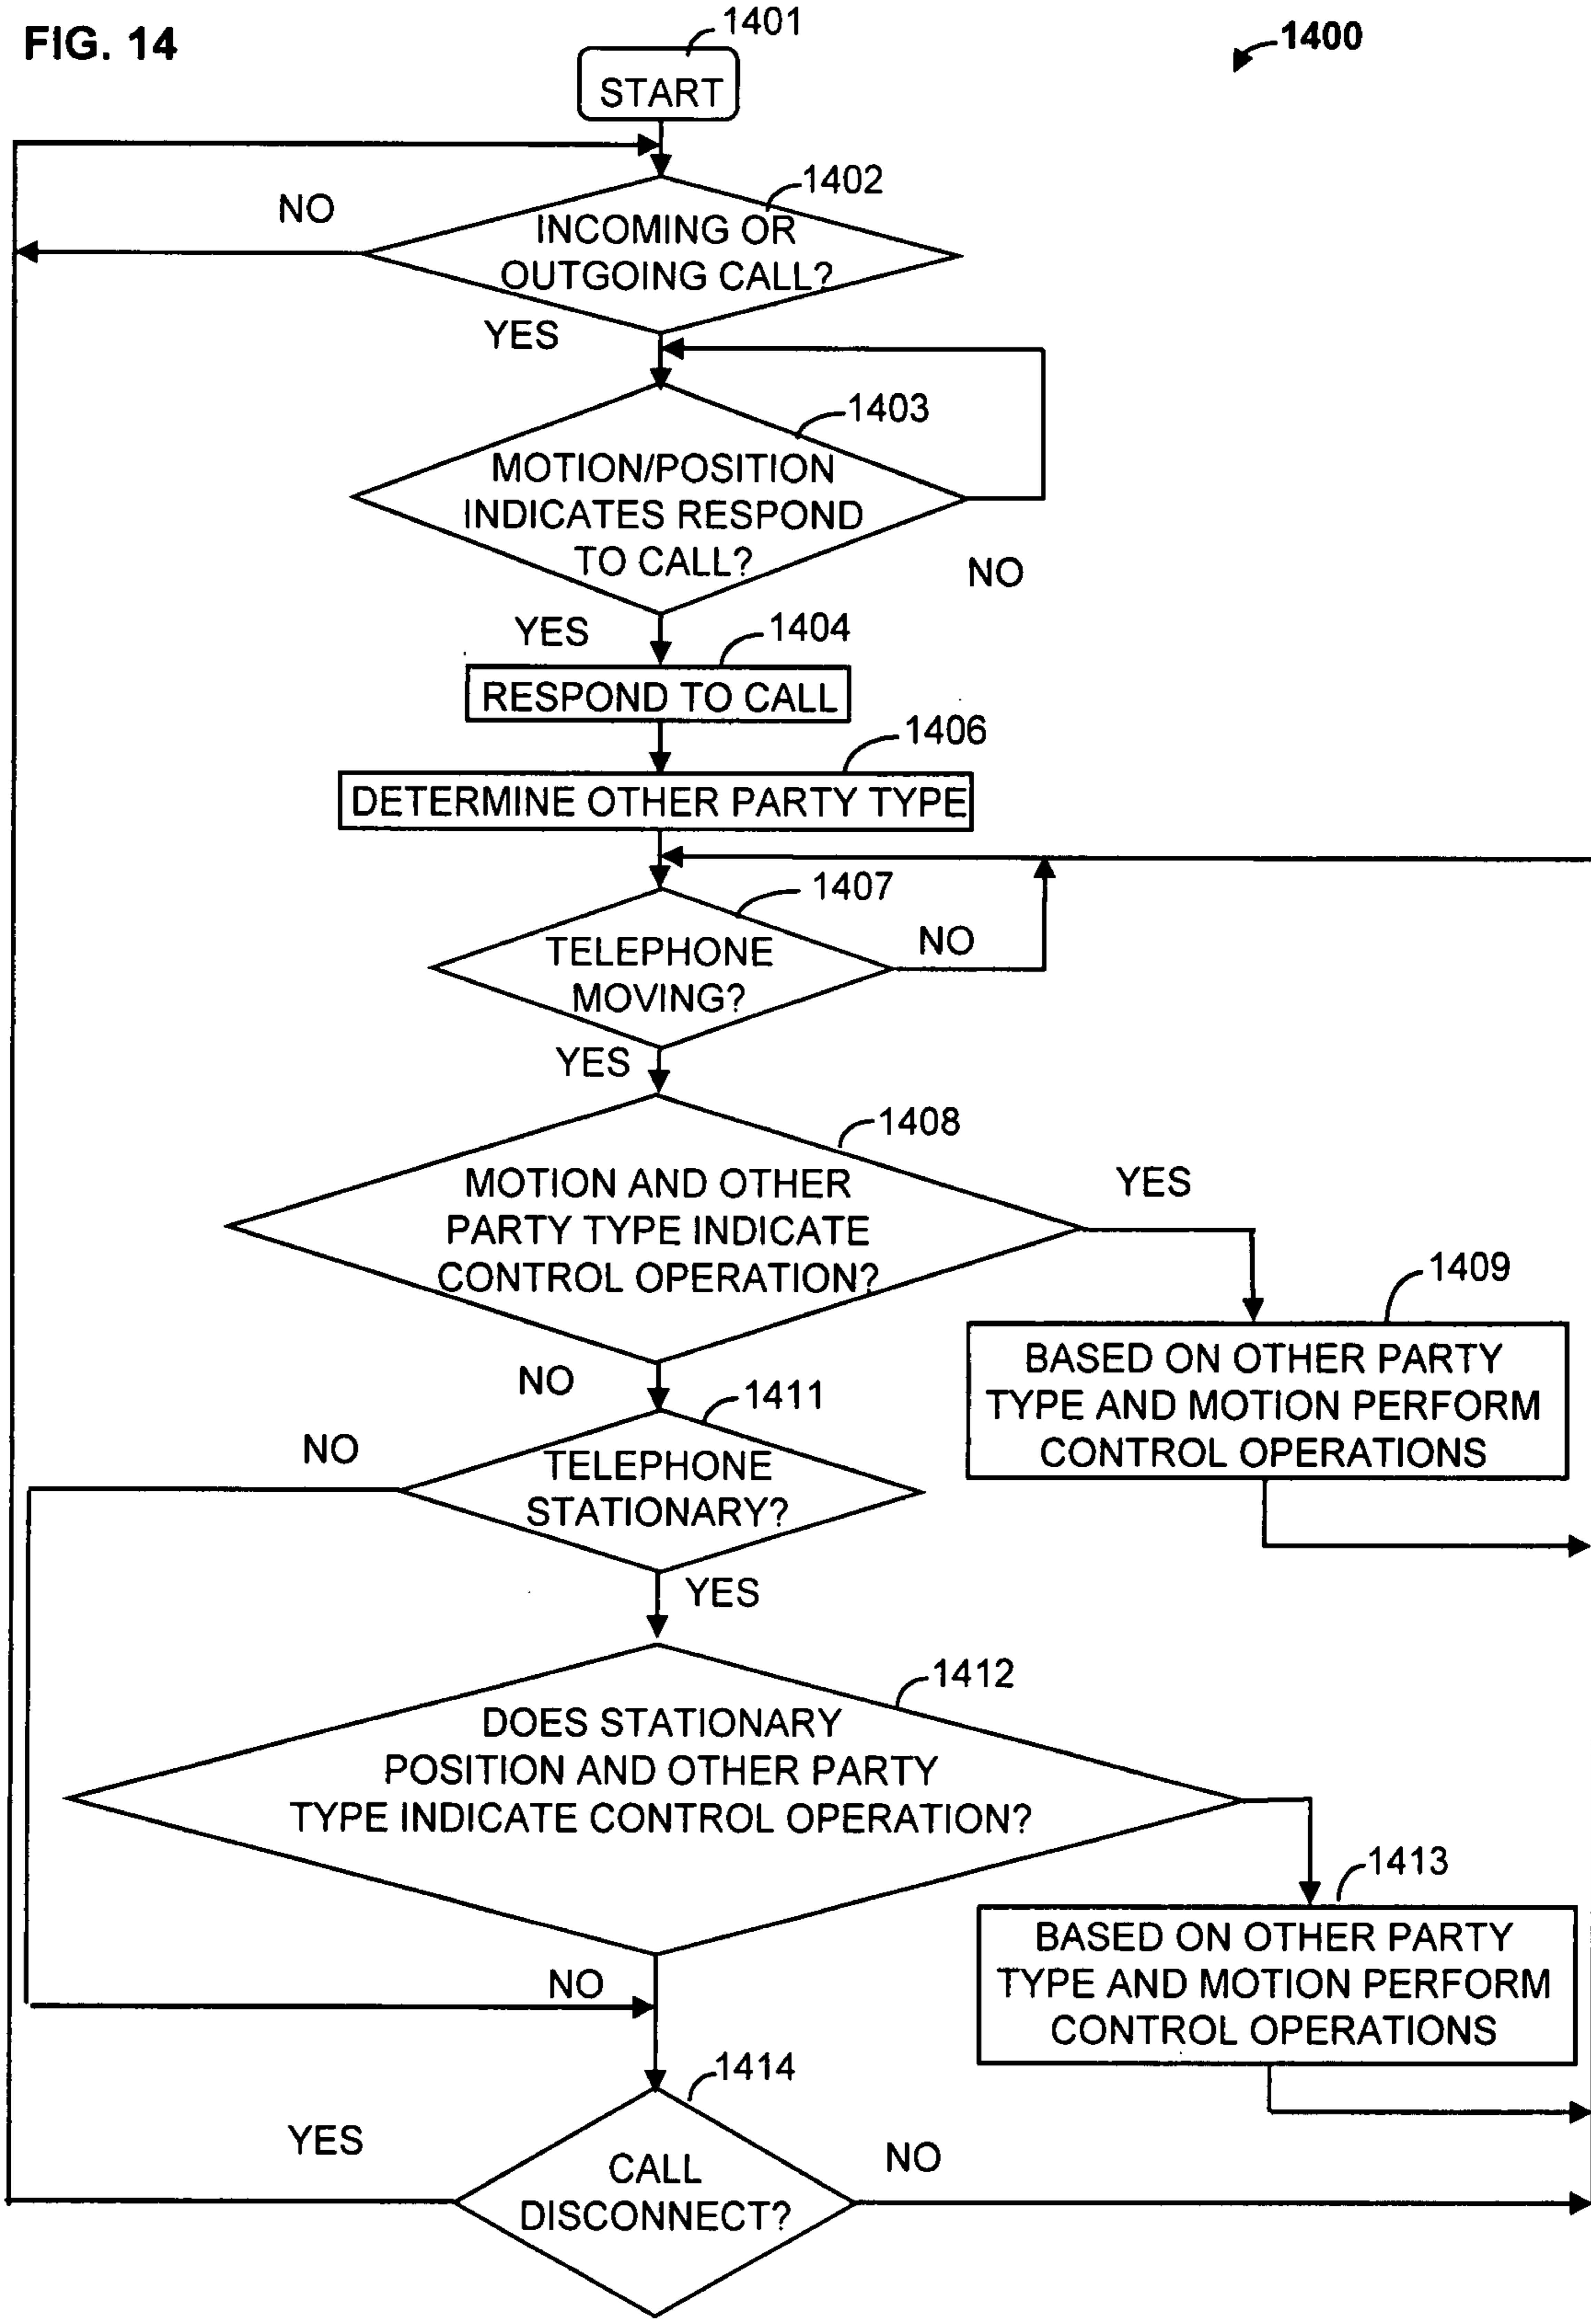 FIG. 14
1401
1400
START
1402
NO
INCOMING OR
OUTGOING CALL?
YES
1403
MOTION/POSITION
INDICATES RESPOND
TO CALL?
NO
YES
1404
RESPOND TO CALL
1406
DETERMINE OTHER PARTY TYPE
1407
NO
TELEPHONE
MOVING?
YES
1408
YES
MOTION AND OTHER
PARTY TYPE INDICATE
CONTROL OPERATION?
1409
BASED ON OTHER PARTY
TYPE AND MOTION PERFORM
CONTROL OPERATIONS
NO
1411
NO
TELEPHONE
STATIONARY?
YES
1412
DOES STATIONARY
POSITION AND OTHER PARTY
TYPE INDICATE CONTROL OPERATION?
1413
BASED ON OTHER PARTY
TYPE AND MOTION PERFORM
CONTROL OPERATIONS
NO
1414
YES
NO
CALL
DISCONNECT?